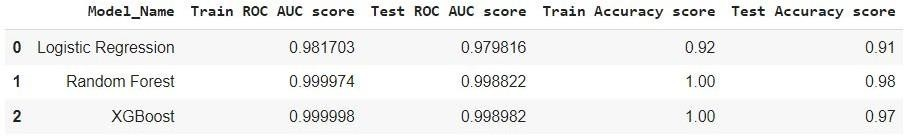 Model_Name Train ROC AUC score Test ROC AUC score Train Accuracy score Test Accuracy score
0 Logistic Regression 0.981703 0.979816 0.92 0.91
1 Random Forest 0.999974 0.998822 1.00 0.98
2 XGBoost 0.999998 0.998982 1.00 0.97